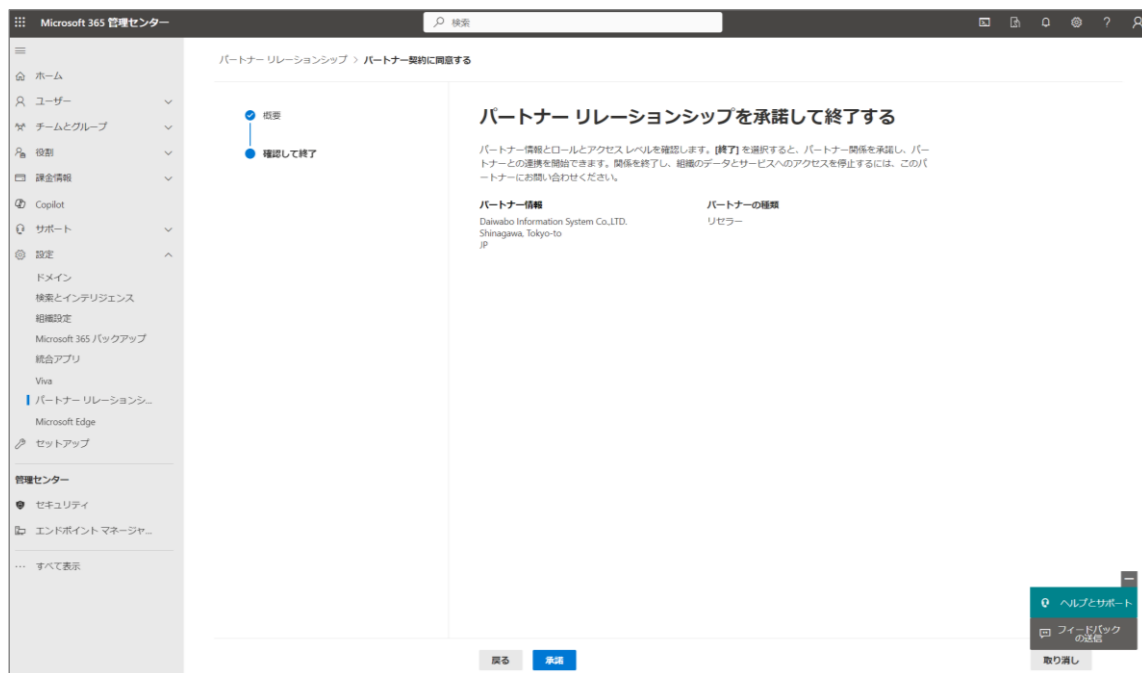 Microsoft 365 管理センター
検索
ホーム
ユーザー
チームとグループ
役割
課金情報
Copilot
サポート
設定
ドメイン
検索とインテリジェンス
組織設定
Microsoft 365 バックアップ
統合アプリ
Viva
パートナー リレーションシ...
Microsoft Edge
セットアップ
管理センター
セキュリティ
エンドポイント マネージャ...
... すべて表示
パートナー リレーションシップ > パートナー契約に同意する
概要
確認して終了
パートナー リレーションシップを承諾して終了する
パートナー情報とロールとアクセス レベルを確認します。[終了] を選択すると、パートナー関係を承諾し、パー
トナーとの連携を開始できます。関係を終了し、組織のデータとサービスへのアクセスを停止するには、このパ
ートナーにお問い合わせください。
パートナー情報
Daiwabo Information System Co.,LTD.
Shinagawa, Tokyo-to
JP
パートナーの種類
リセラー
ヘルプとサポート
フィードバック
の送信
戻る
承諾
取り消し